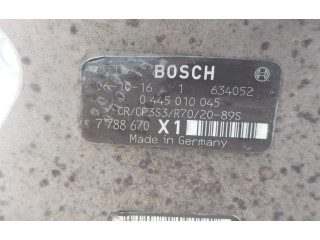 BOSCH
06-10-16 1 634052
0 445 010 045
CR/CP3S3/R70/20-89S
7 788 670 X1
Made in Germany